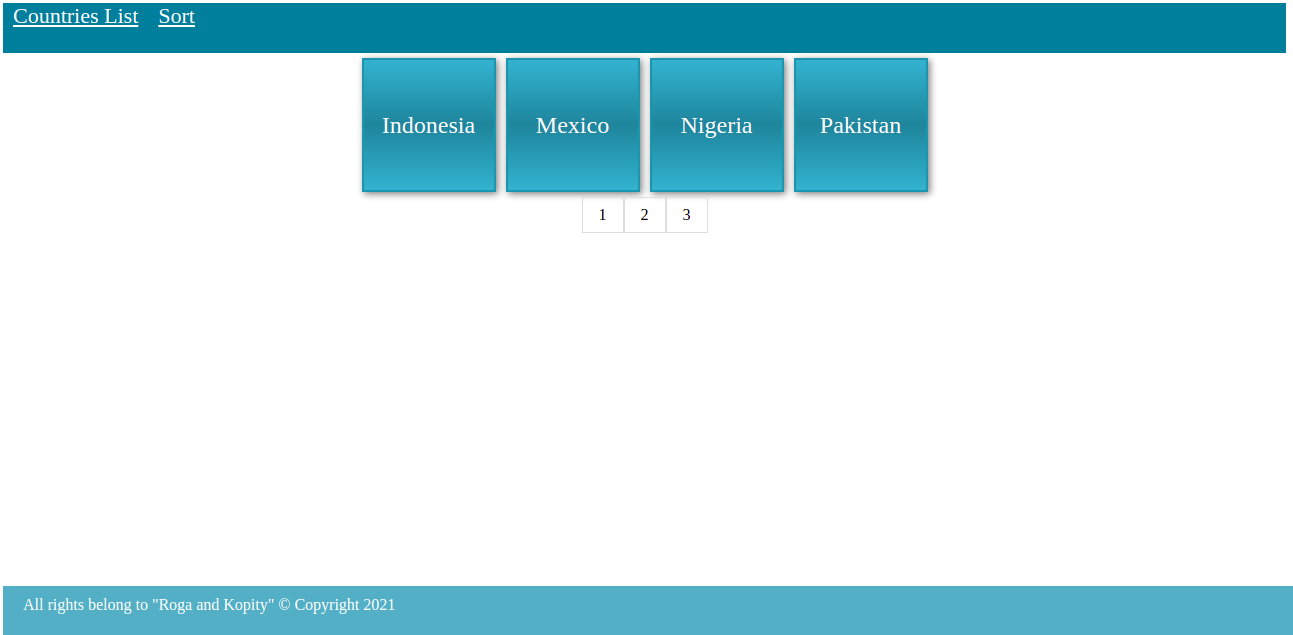 Countries List Sort
Indonesia Mexico Nigeria Pakistan
1 2 3
All rights belong to "Roga and Kopity" © Copyright 2021